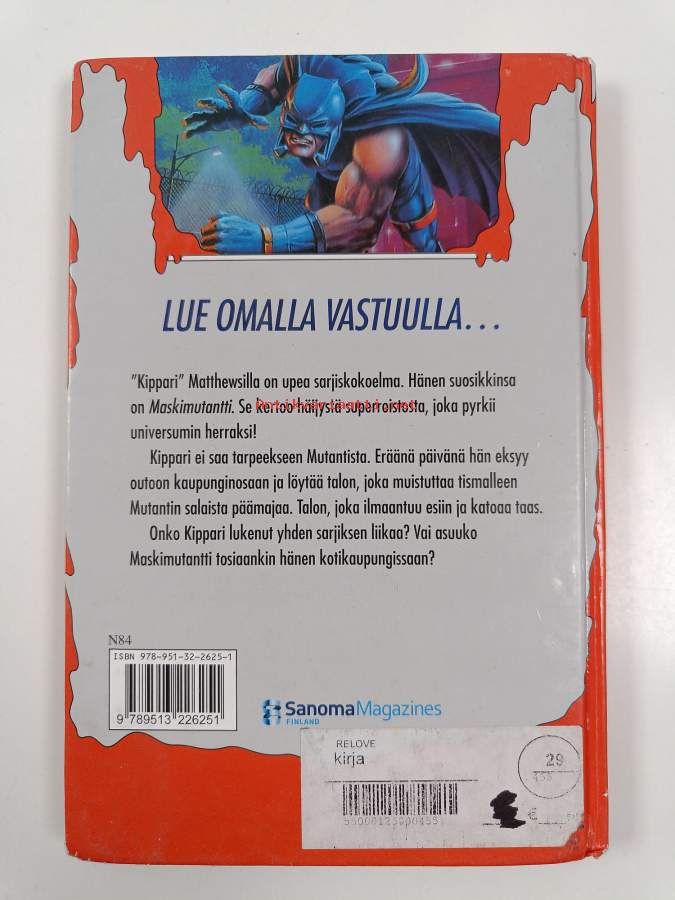 LUE OMALLA VASTUULLA...
"Kippari" Matthewsilla on upea sarjiskokoelma. Hänen suosikkinsa
on Maskimutantti. Se kertoo häijystä superroistosta, joka pyrkii
Antikvariaatti.net
universumin herraksi!
Kippari ei saa tarpeekseen Mutantista. Eräänä päivänä hän eksyy
outoon kaupunginosaan ja löytää talon, joka muistuttaa tismalleen
Mutantin salaista päämajaa. Talon, joka ilmaantuu esiin ja katoaa taas.
Onko Kippari lukenut yhden sarjiksen liikaa? Vai asuuko
Maskimutantti tosiaankin hänen kotikaupungissaan?
N84
ISBN 978-951-32-2625-1
9 789513 226251
SanomaMagazines
FINLAND
RELOVE
kirja
29
€